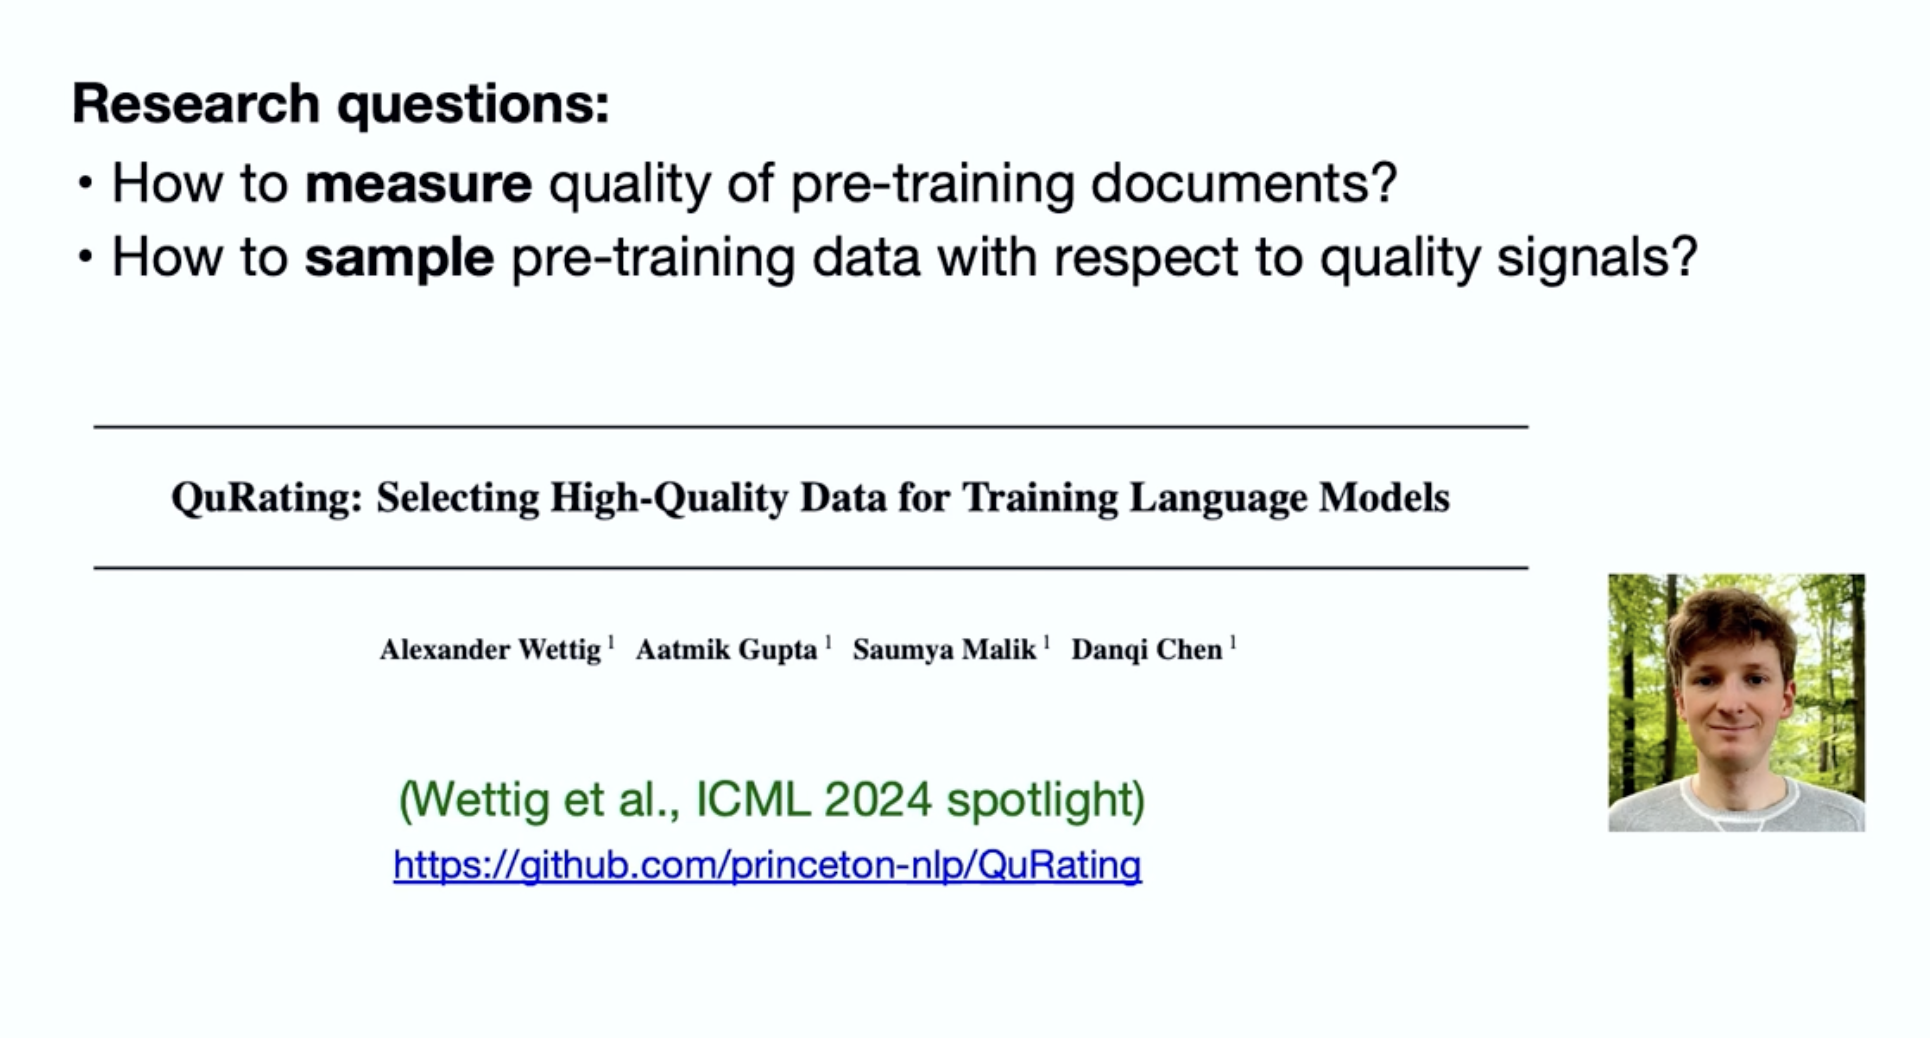 Research questions:
• How to measure quality of pre-training documents?
• How to sample pre-training data with respect to quality signals?
QuRating: Selecting High-Quality Data for Training Language Models
Alexander Wettig 1 Aatmik Gupta 1 Saumya Malik 1 Danqi Chen 1
(Wettig et al., ICML 2024 spotlight)
https://github.com/princeton-nlp/QuRating